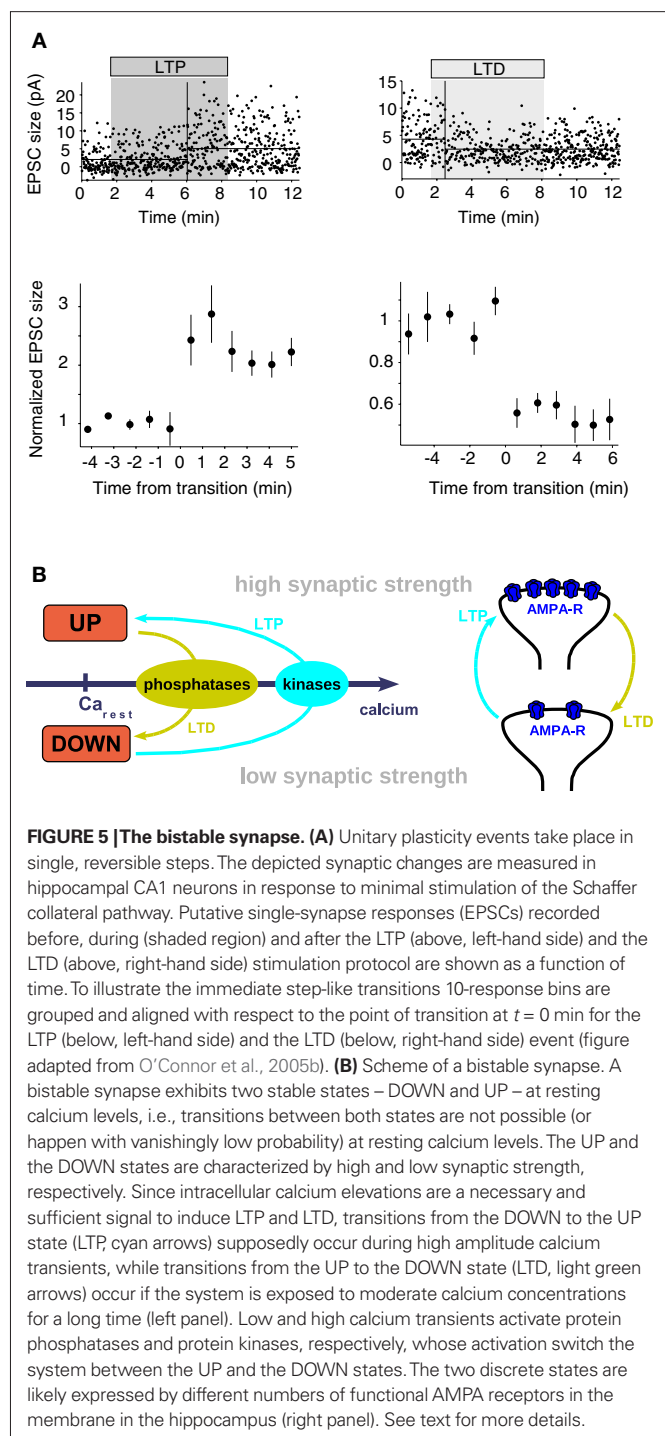 A
LTP
EPSC size (pA)
20
15
10
5
0
0 2 4 6 8 10 12
Time (min)
LTD
15
10
5
0
0 2 4 6 8 10 12
Time (min)
Normalized EPSC size
3
2
1
-4 -3 -2 -1 0 1 2 3 4 5
Time from transition (min)
1
0.8
0.6
-4 -2 0 2 4 6
Time from transition (min)
B
high synaptic strength
UP
LTP
phosphatases
kinases
Ca rest
calcium
LTD
DOWN
low synaptic strength
AMPA-R
LTP
LTD
AMPA-R
FIGURE 5 | The bistable synapse. (A) Unitary plasticity events take place in
single, reversible steps. The depicted synaptic changes are measured in
hippocampal CA1 neurons in response to minimal stimulation of the Schaffer
collateral pathway. Putative single-synapse responses (EPSCs) recorded
before, during (shaded region) and after the LTP (above, left-hand side) and the
LTD (above, right-hand side) stimulation protocol are shown as a function of
time. To illustrate the immediate step-like transitions 10-response bins are
grouped and aligned with respect to the point of transition at t = 0 min for the
LTP (below, left-hand side) and the LTD (below, right-hand side) event (figure
adapted from O'Connor et al., 2005b). (B) Scheme of a bistable synapse. A
bistable synapse exhibits two stable states – DOWN and UP – at resting
calcium levels, i.e., transitions between both states are not possible (or
happen with vanishingly low probability) at resting calcium levels. The UP and
the DOWN states are characterized by high and low synaptic strength,
respectively. Since intracellular calcium elevations are a necessary and
sufficient signal to induce LTP and LTD, transitions from the DOWN to the UP
state (LTP, cyan arrows) supposedly occur during high amplitude calcium
transients, while transitions from the UP to the DOWN state (LTD, light green
arrows) occur if the system is exposed to moderate calcium concentrations
for a long time (left panel). Low and high calcium transients activate protein
phosphatases and protein kinases, respectively, whose activation switch the
system between the UP and the DOWN states. The two discrete states are
likely expressed by different numbers of functional AMPA receptors in the
membrane in the hippocampus (right panel). See text for more details.